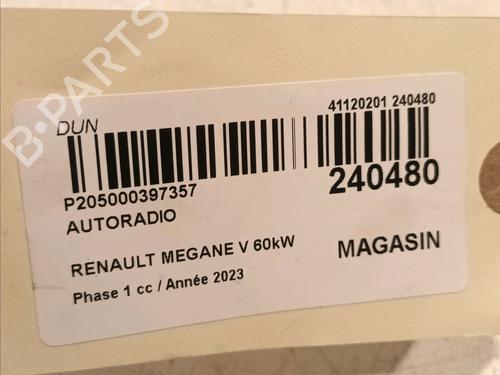 B-PARTS
DUN
41120201 240480
P205000397357
240480
AUTORADIO
RENAULT MEGANE V 60kW
MAGASIN
Phase 1 cc / Année 2023